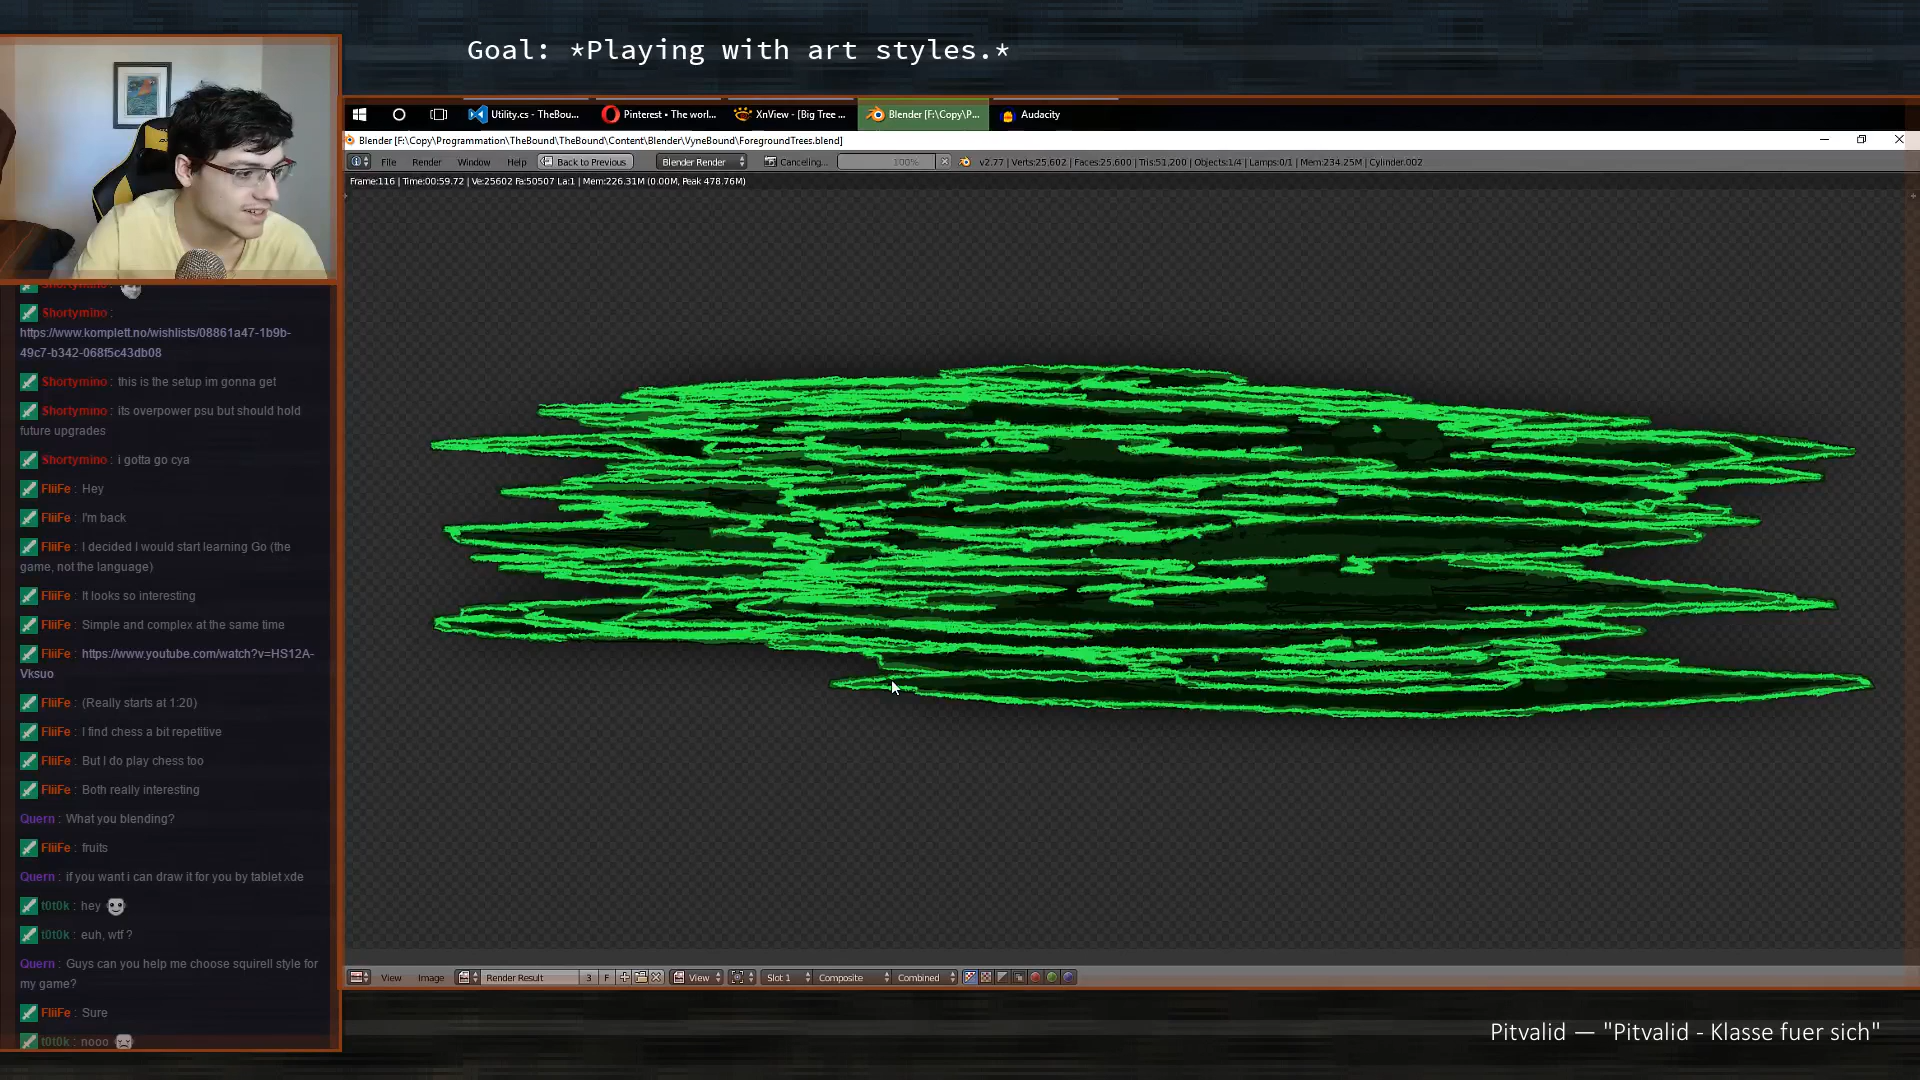 Goal: *Playing with art styles.*
Utility.cs - TheBou...
Pinterest • The worl...
XnView - [Big Tree ...
Blender [F:\Copy\P...
Audacity
Blender [F:\Copy\Programmation\TheBound\TheBound\Content\Blender\VyneBound\ForegroundTrees.blend]
File Render Window Help Back to Previous Blender Render Canceling... 100% v2.77 | Verts:25,602 | Faces:25,600 | Tris:51,200 | Objects:1/4 | Lamps:0/1 | Mem:234.25M | Cylinder.002
Frame:116 | Time:00:59.72 | Ve:25602 Fa:50507 La:1 | Mem:226.31M (0.00M, Peak 478.76M)
Shortymino :
Shortymino :
https://www.komplett.no/wishlists/08861a47-1b9b-
49c7-b342-068f5c43db08
Shortymino : this is the setup im gonna get
Shortymino : its overpower psu but should hold
future upgrades
Shortymino : i gotta go cya
FliiFe : Hey
FliiFe : I'm back
FliiFe : I decided I would start learning Go (the
game, not the language)
FliiFe : It looks so interesting
FliiFe : Simple and complex at the same time
FliiFe : https://www.youtube.com/watch?v=HS12A-
Vksuo
FliiFe : (Really starts at 1:20)
FliiFe : I find chess a bit repetitive
FliiFe : But I do play chess too
FliiFe : Both really interesting
Quern : What you blending?
FliiFe : fruits
Quern : if you want i can draw it for you by tablet xde
t0t0k : hey
t0t0k : euh, wtf ?
Quern : Guys can you help me choose squirell style for
my game?
FliiFe : Sure
t0t0k : nooo
View Image Render Result 3 F View Slot 1 Composite Combined
Pitvalid — "Pitvalid - Klasse fuer sich"